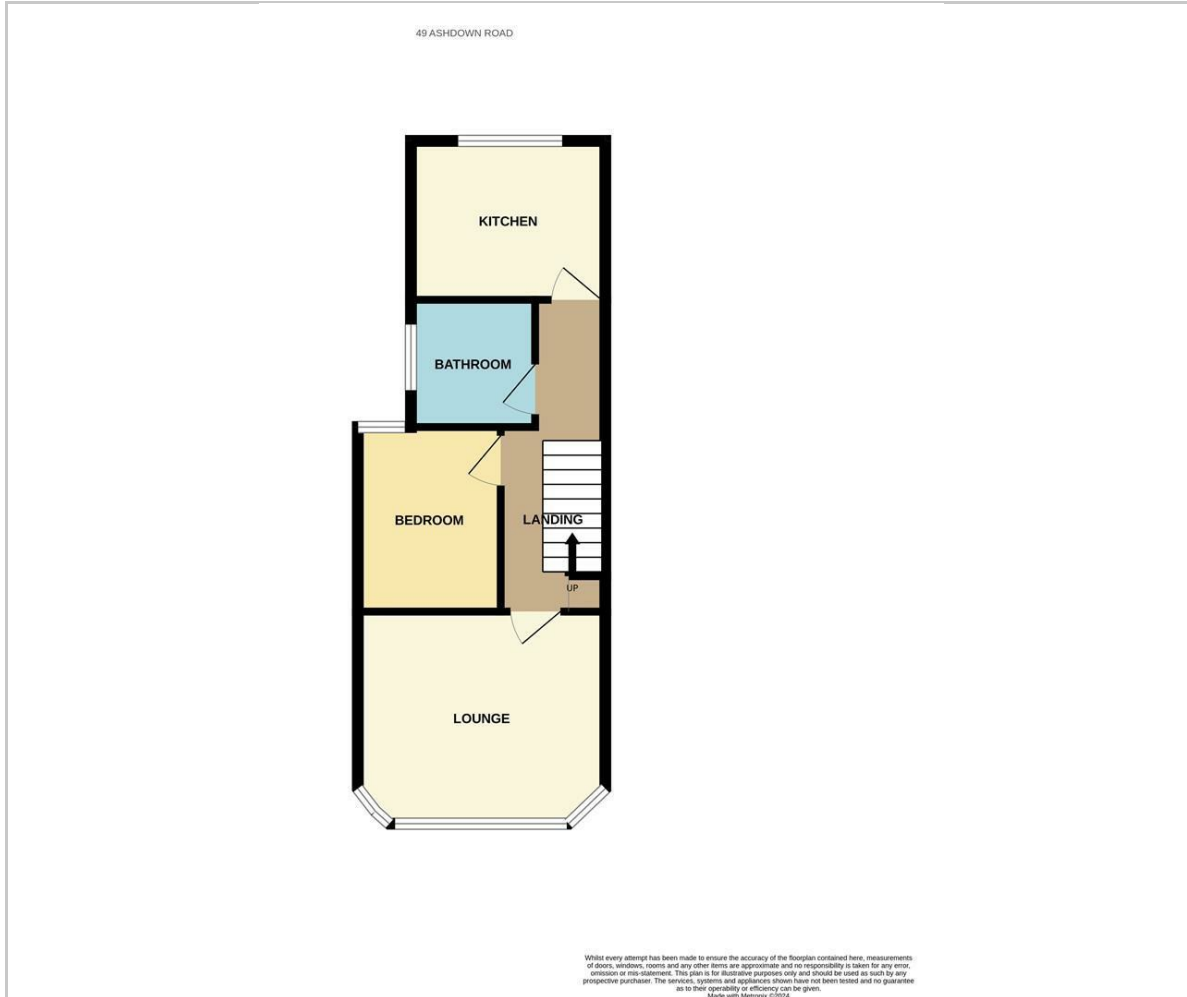 49 ASHDOWN ROAD
KITCHEN
BATHROOM
BEDROOM
LANDING
UP
LOUNGE
Whilst every attempt has been made to ensure the accuracy of the floorplan contained here, measurements
of doors, windows, rooms and any other items are approximate and no responsibility is taken for any error,
omission or mis-statement. This plan is for illustrative purposes only and should be used as such by any
prospective purchaser. The services, systems and appliances shown have not been tested and no guarantee
as to their operability or efficiency can be given.
Made with Metropix ©2024